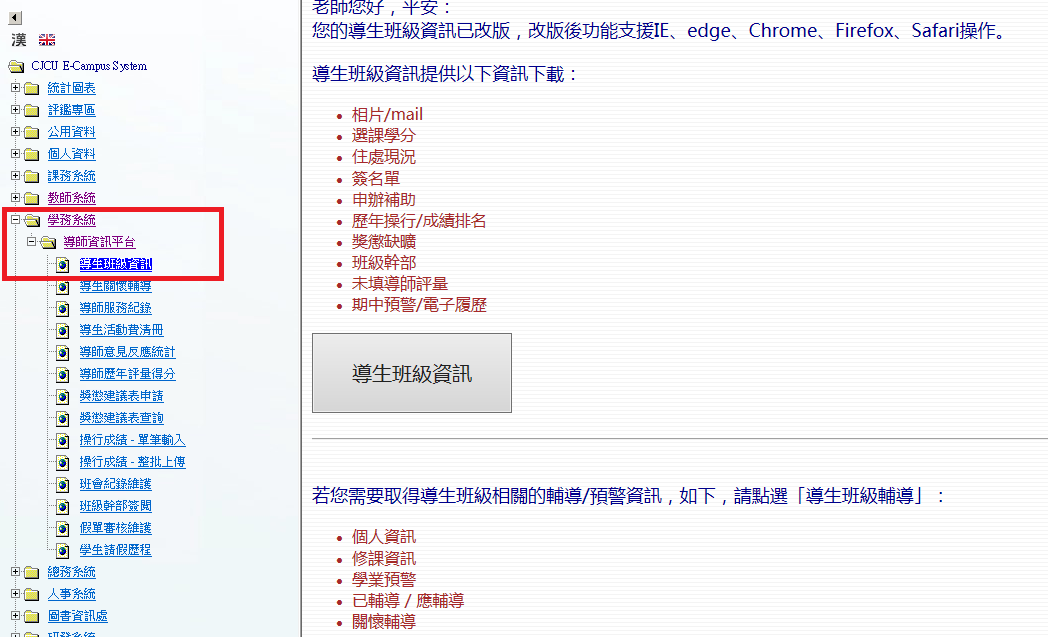 漢
CJCU E-Campus System
統計圖表
評鑑專區
公用資料
個人資料
課務系統
教師系統
學務系統
導師資訊平台
導生班級資訊
導生關懷輔導
導師服務紀錄
導生活動費清冊
導師意見反應統計
導師歷年評量得分
獎懲建議表申請
獎懲建議表查詢
操行成績 - 單筆輸入
操行成績 - 整批上傳
班會紀錄維護
班級幹部簽閱
假單審核維護
學生請假歷程
總務系統
人事系統
圖書資訊處
研發系統
老師您好，平安：
您的導生班級資訊已改版，改版後功能支援IE、edge、Chrome、Firefox、Safari操作。
導生班級資訊提供以下資訊下載：
相片/mail
選課學分
住處現況
簽名單
申辦補助
歷年操行/成績排名
獎懲缺曠
班級幹部
未填導師評量
期中預警/電子履歷
導生班級資訊
若您需要取得導生班級相關的輔導/預警資訊，如下，請點選「導生班級輔導」：
個人資訊
修課資訊
學業預警
已輔導 / 應輔導
關懷輔導